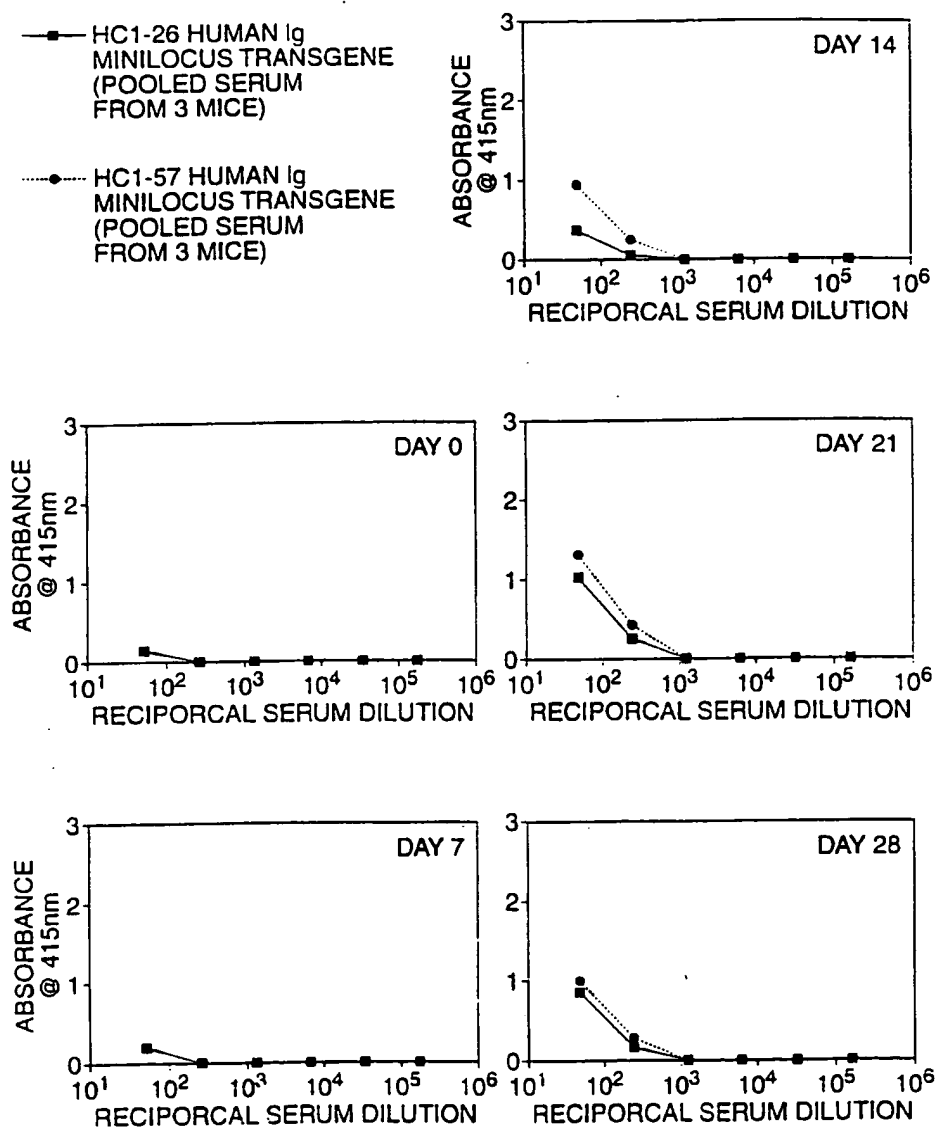 HC1-26 HUMAN Ig
MINILOCUS TRANSGENE
(POOLED SERUM
FROM 3 MICE)
HC1-57 HUMAN Ig
MINILOCUS TRANSGENE
(POOLED SERUM
FROM 3 MICE)
DAY 14
ABSORBANCE
@ 415nm
3
2
1
0
10¹ 10² 10³ 10⁴ 10⁵ 10⁶
RECIPORCAL SERUM DILUTION
DAY 0
ABSORBANCE
@ 415nm
3
2
1
0
10¹ 10² 10³ 10⁴ 10⁵ 10⁶
RECIPORCAL SERUM DILUTION
DAY 21
3
2
1
0
10¹ 10² 10³ 10⁴ 10⁵ 10⁶
RECIPORCAL SERUM DILUTION
DAY 7
ABSORBANCE
@ 415nm
3
2
1
0
10¹ 10² 10³ 10⁴ 10⁵ 10⁶
RECIPORCAL SERUM DILUTION
DAY 28
3
2
1
0
10¹ 10² 10³ 10⁴ 10⁵ 10⁶
RECIPORCAL SERUM DILUTION